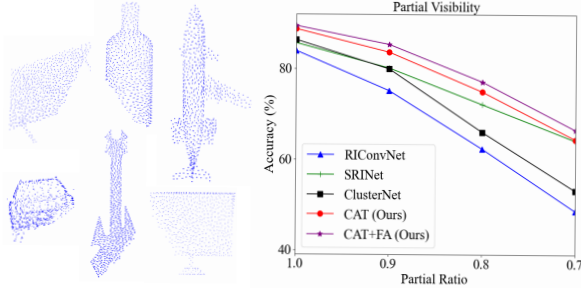 Partial Visibility
Accuracy (%)
80
60
40
RIConvNet
SRINet
ClusterNet
CAT (Ours)
CAT+FA (Ours)
1.0 0.9 0.8 0.7
Partial Ratio